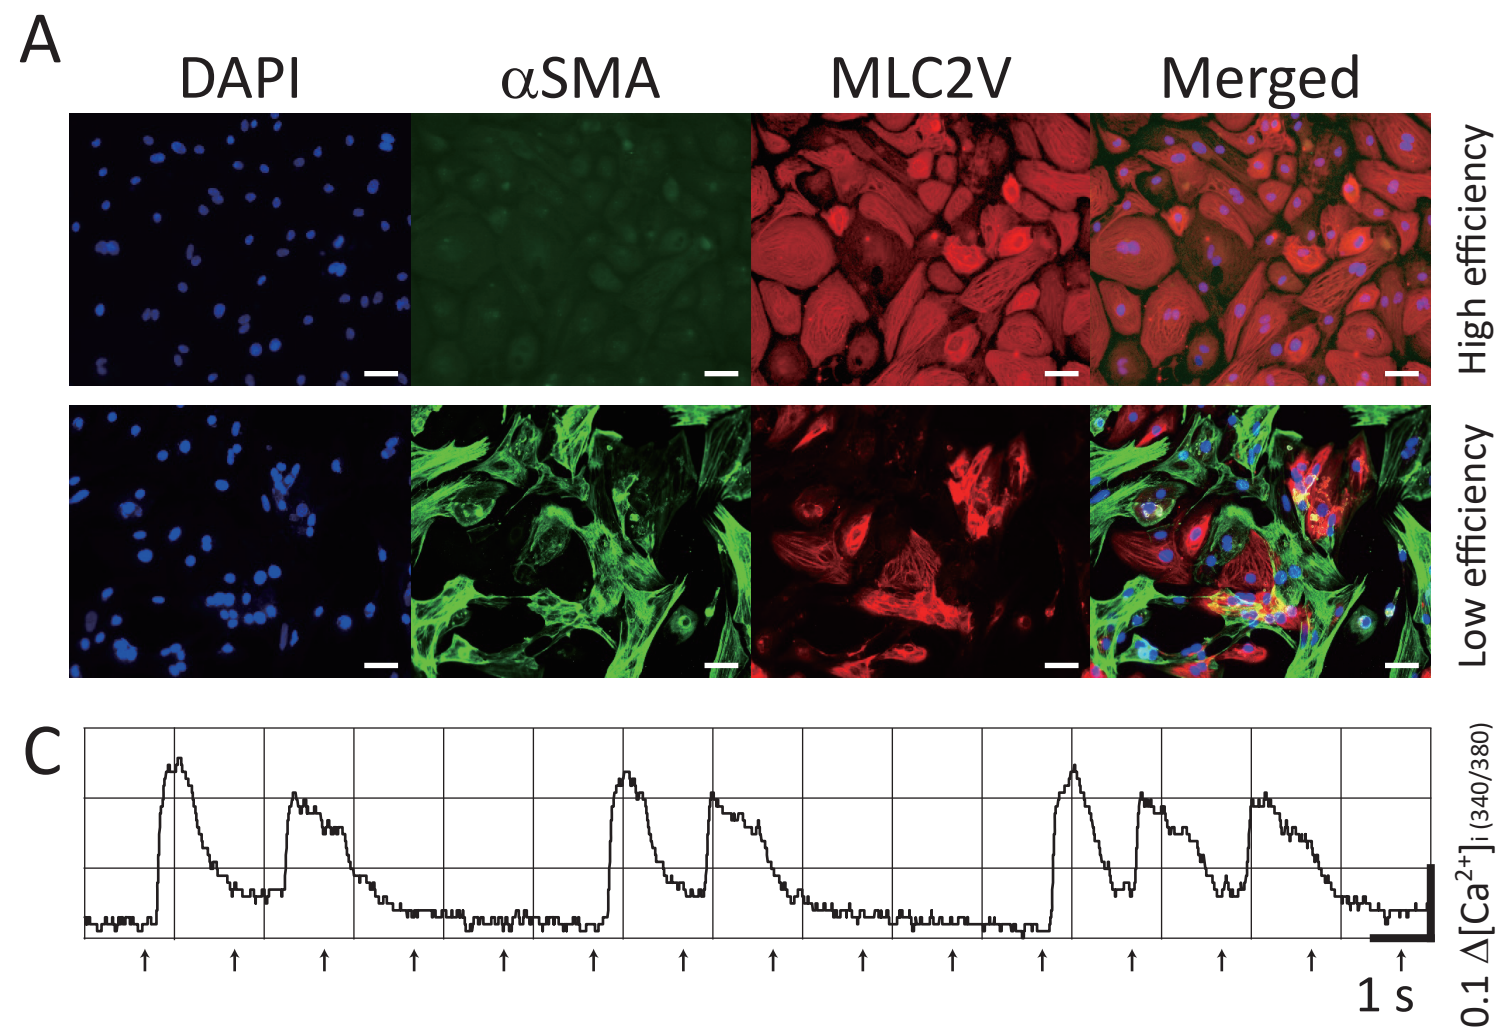 A
DAPI αSMA MLC2V Merged
High efficiency
Low efficiency
C
0.1 Δ[Ca²⁺]i (340/380)
1 s